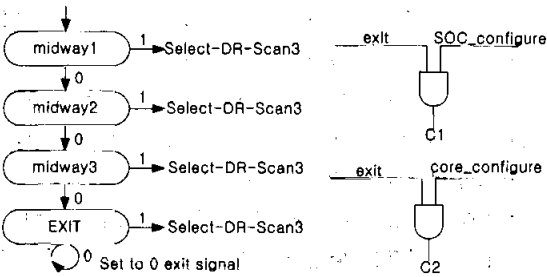 midway1
1
Select-DR-Scan3
0
midway2
1
Select-DR-Scan3
0
midway3
1
Select-DR-Scan3
0
EXIT
1
Select-DR-Scan3
0
Set to 0 exit signal
exit
SOC_configure
C1
exit
core_configure
C2